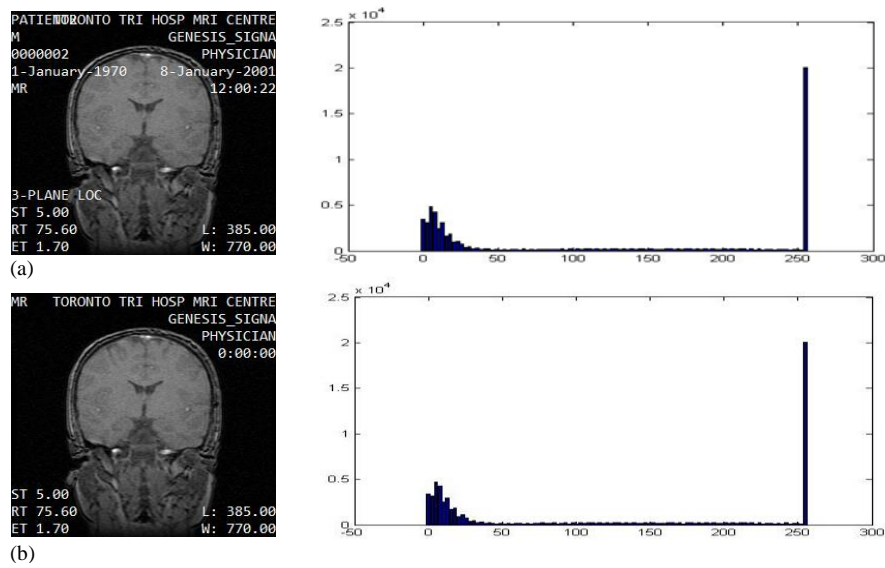 PATIENT02 TORONTO TRI HOSP MRI CENTRE
M GENESIS_SIGNA
0000002 PHYSICIAN
1-January-1970 8-January-2001
MR 12:00:22
3-PLANE LOC
ST 5.00
RT 75.60 L: 385.00
ET 1.70 W: 770.00
(a)
× 10^4
2.5
2
1.5
1
0.5
0
-50 0 50 100 150 200 250 300
MR TORONTO TRI HOSP MRI CENTRE
GENESIS_SIGNA
PHYSICIAN
0:00:00
ST 5.00
RT 75.60 L: 385.00
ET 1.70 W: 770.00
(b)
× 10^4
2.5
2
1.5
1
0.5
0
-50 0 50 100 150 200 250 300